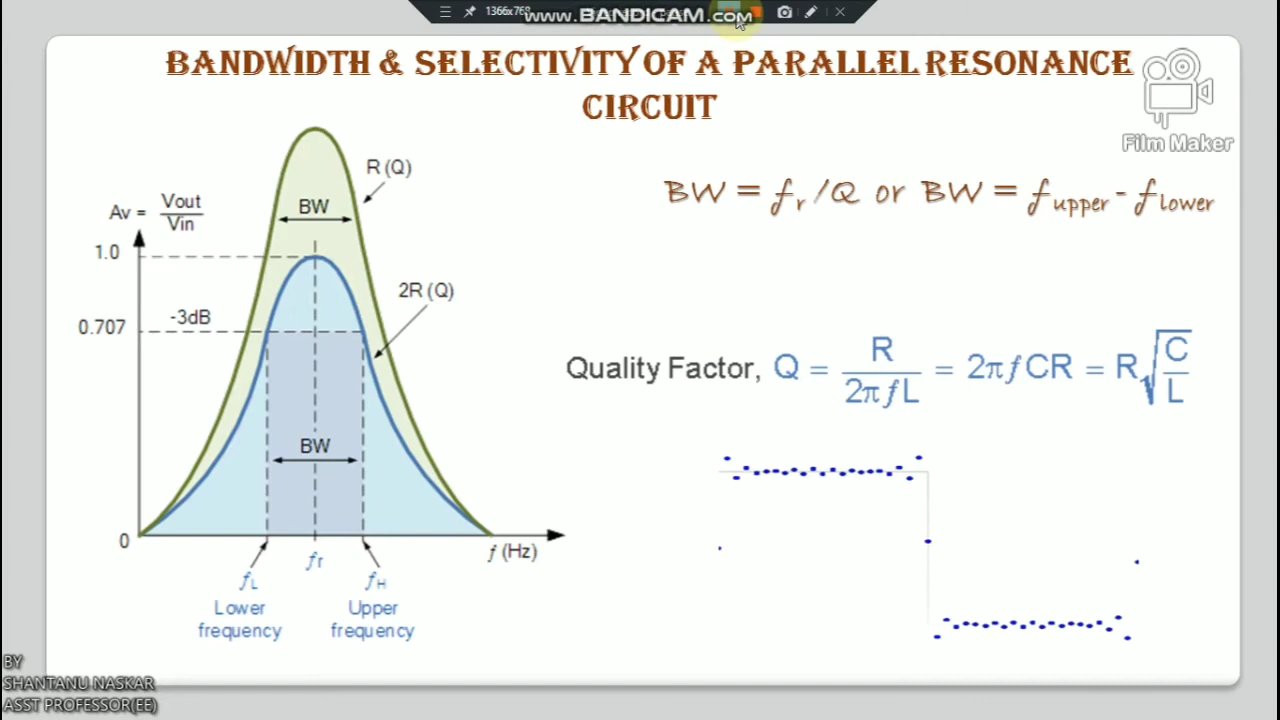 1366x768
www.BANDICAM.com
BANDWIDTH & SELECTIVITY OF A PARALLEL RESONANCE
CIRCUIT
Film Maker
R (Q)
BW
Av = Vout
Vin
1.0
2R (Q)
-3dB
0.707
BW
0
fL
fr
fH
f (Hz)
Lower
frequency
Upper
frequency
BW = fr/Q or BW = fupper - flower
Quality Factor, Q = R / 2πfL = 2πfCR = R√C/L
BY
SHANTANU NASKAR
ASST PROFESSOR(EE)